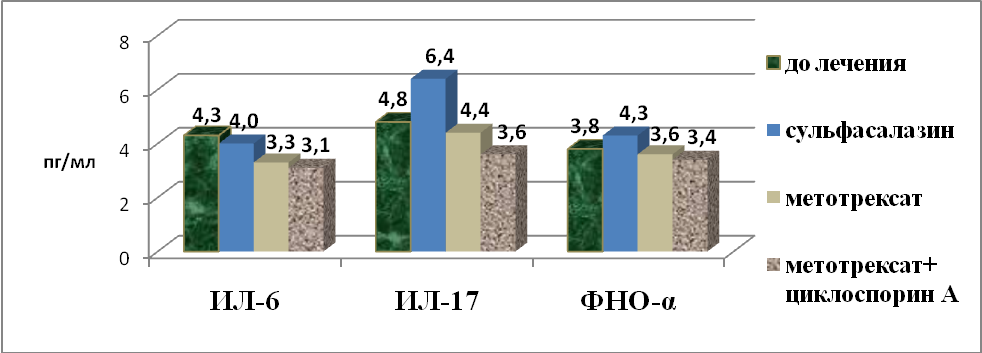 8
6
4
2
0
пг/мл
4,3
4,0
3,3
3,1
4,8
6,4
4,4
3,6
3,8
4,3
3,6
3,4
ИЛ-6
ИЛ-17
ФНО-α
до лечения
сульфасалазин
метотрексат
метотрексат+
циклоспорин А